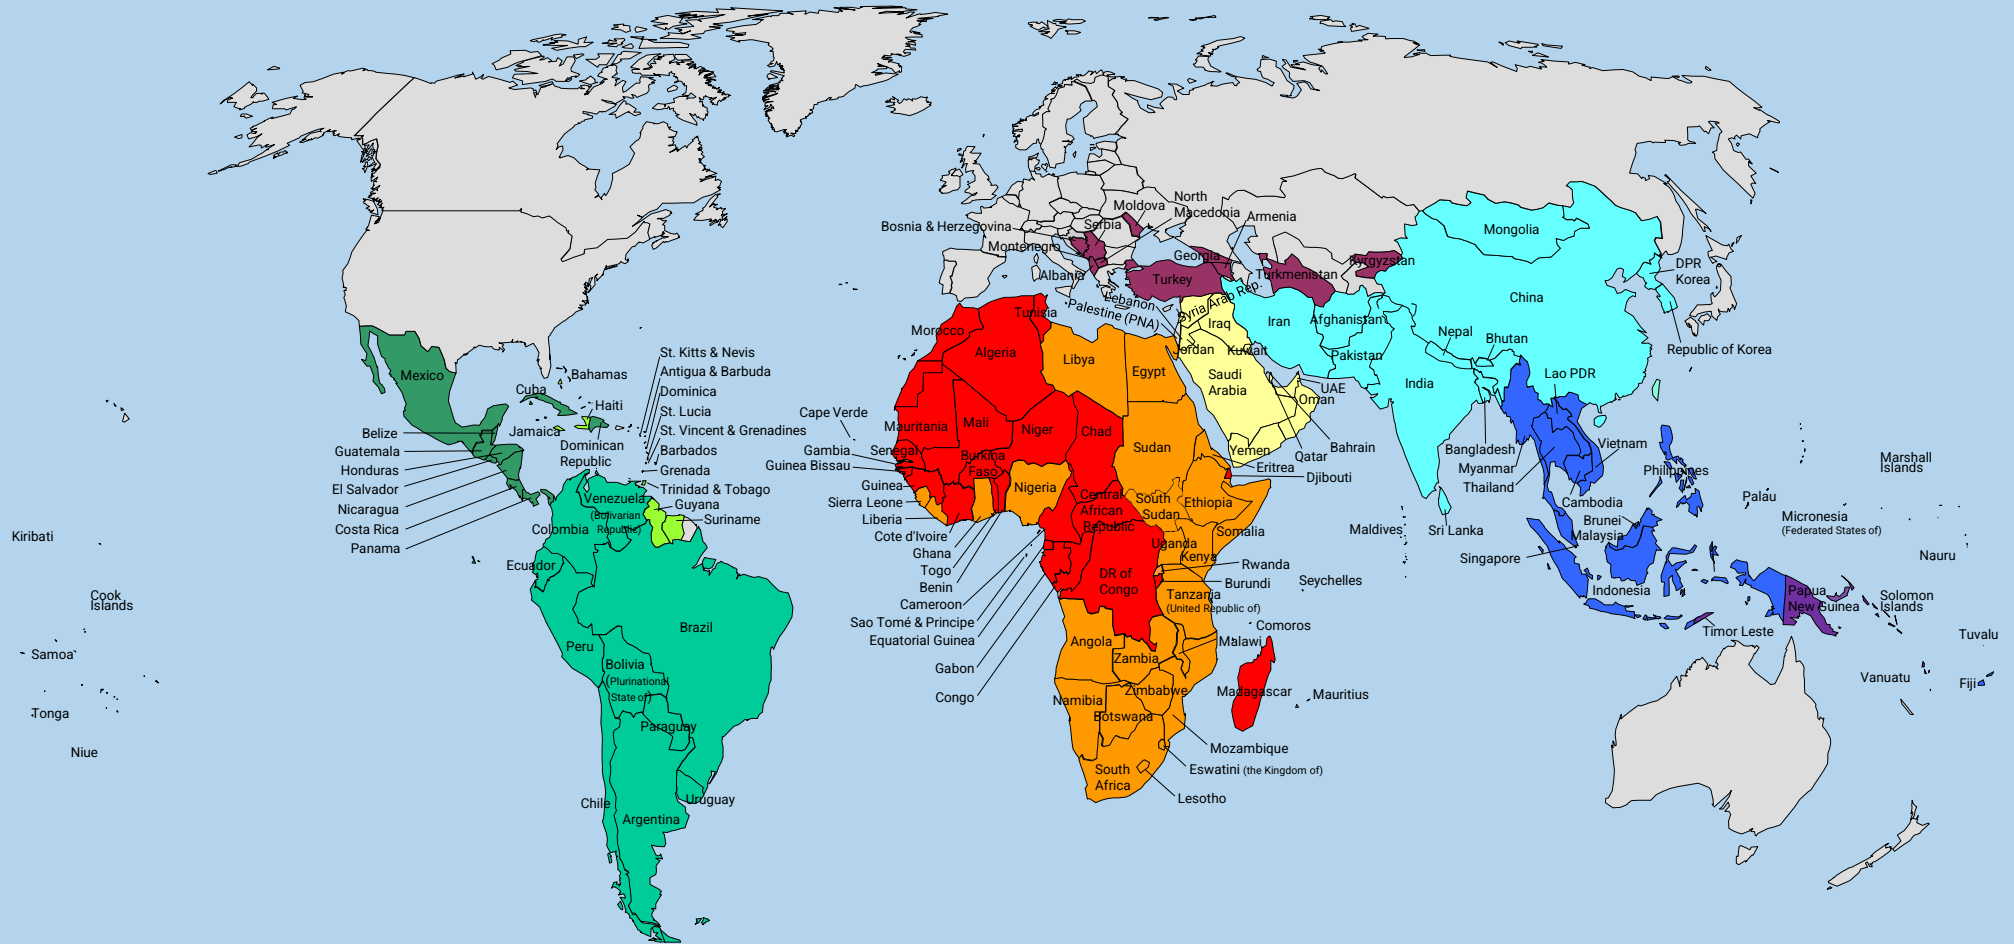 North
Macedonia
Moldova
Armenia
Bosnia & Herzegovina
Serbia
Montenegro
Georgia
Albania
Turkey
Turkmenistan
Kyrgyzstan
Mongolia
DPR
Korea
China
Republic of Korea
Lebanon
Palestine (PNA)
Syria Arab Rep.
Iraq
Iran
Afghanistan
Pakistan
Nepal
Bhutan
India
Jordan
Kuwait
Saudi
Arabia
UAE
Oman
Yemen
Bahrain
Qatar
Eritrea
Djibouti
Lao PDR
Bangladesh
Myanmar
Thailand
Vietnam
Philippines
Cambodia
Brunei
Malaysia
Singapore
Indonesia
Sri Lanka
Maldives
Palau
Marshall
Islands
Micronesia
(Federated States of)
Nauru
Papua
New Guinea
Solomon
Islands
Timor Leste
Tuvalu
Vanuatu
Fiji
Morocco
Tunisia
Algeria
Libya
Egypt
Mauritania
Mali
Niger
Chad
Sudan
Cape Verde
Senegal
Gambia
Guinea Bissau
Guinea
Sierra Leone
Liberia
Cote d'Ivoire
Ghana
Togo
Benin
Burkina
Faso
Nigeria
Cameroon
Sao Tomé & Principe
Equatorial Guinea
Gabon
Congo
Central
African
Republic
South
Sudan
Ethiopia
Somalia
Uganda
Kenya
Rwanda
Burundi
DR of
Congo
Tanzania
(United Republic of)
Seychelles
Comoros
Malawi
Angola
Zambia
Zimbabwe
Namibia
Botswana
Madagascar
Mauritius
Mozambique
Eswatini (the Kingdom of)
South
Africa
Lesotho
Mexico
Cuba
Bahamas
Haiti
Jamaica
Dominican
Republic
St. Kitts & Nevis
Antigua & Barbuda
Dominica
St. Lucia
St. Vincent & Grenadines
Barbados
Grenada
Trinidad & Tobago
Belize
Guatemala
Honduras
El Salvador
Nicaragua
Costa Rica
Panama
Venezuela
(Bolivarian
Republic)
Guyana
Suriname
Colombia
Ecuador
Peru
Brazil
Bolivia
(Plurinational
State of)
Paraguay
Chile
Uruguay
Argentina
Kiribati
Cook
Islands
Samoa
Tonga
Niue